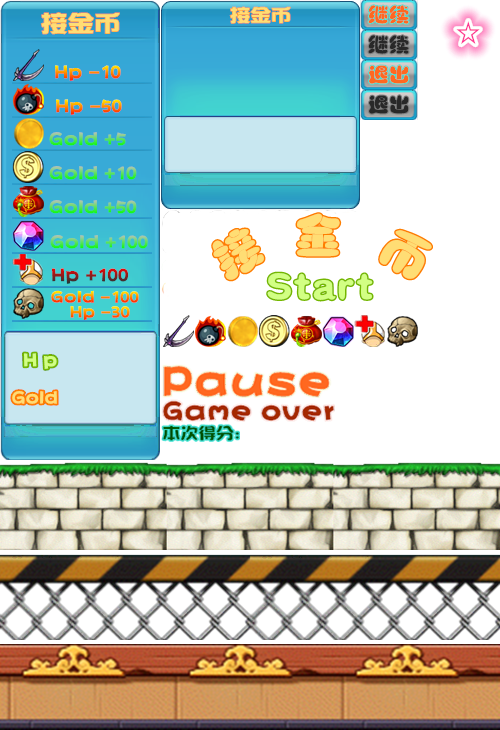 接金币
Hp -10
Hp -50
Gold +5
Gold +10
Gold +50
Gold +100
Hp +100
Gold -100
Hp -30
Hp
Gold
接金币
继续
继续
退出
退出
接金币
Start
Pause
Game over
本次得分: